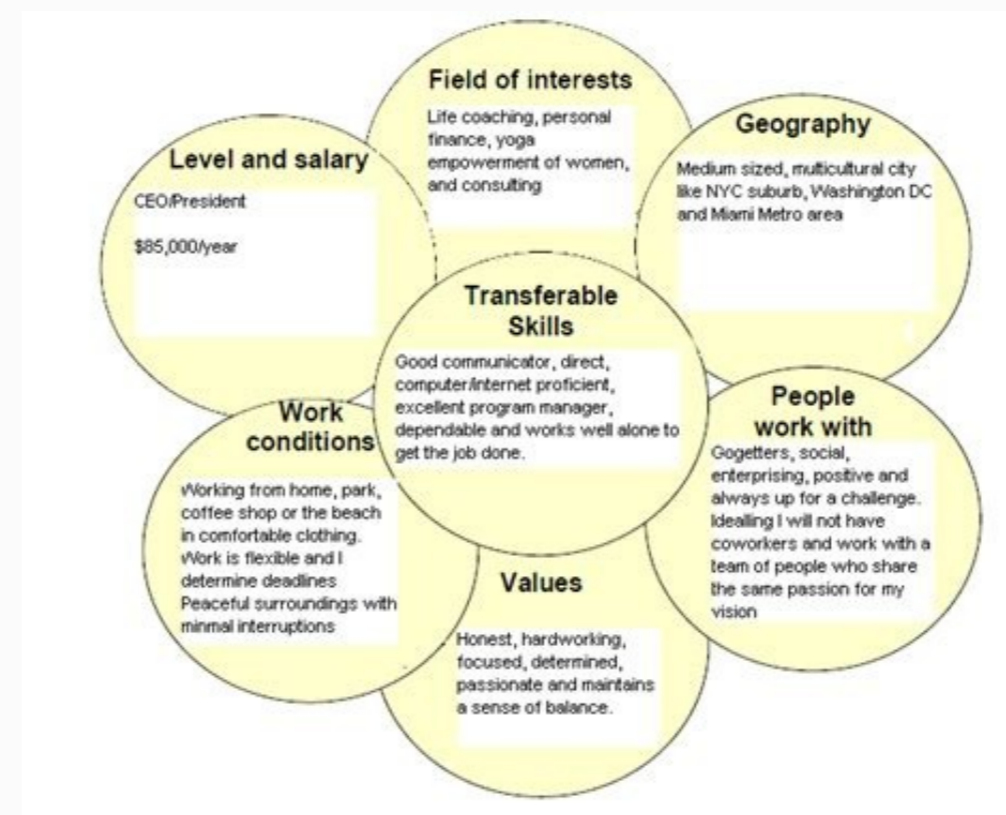 Field of interests
Life coaching, personal
finance, yoga
empowerment of women,
and consulting
Geography
Medium sized, multicultural city
like NYC suburb, Washington DC
and Miami Metro area
Level and salary
CEO/President
$85,000/year
Transferable
Skills
Good communicator, direct,
computer/internet proficient,
excellent program manager,
dependable and works well alone to
get the job done.
People
work with
Gogetters, social,
enterprising, positive and
always up for a challenge.
Idealling I will not have
coworkers and work with a
team of people who share
the same passion for my
vision
Work
conditions
Working from home, park,
coffee shop or the beach
in comfortable clothing.
Work is flexible and I
determine deadlines
Peaceful surroundings with
minmal interruptions
Values
Honest, hardworking,
focused, determined,
passionate and maintains
a sense of balance.